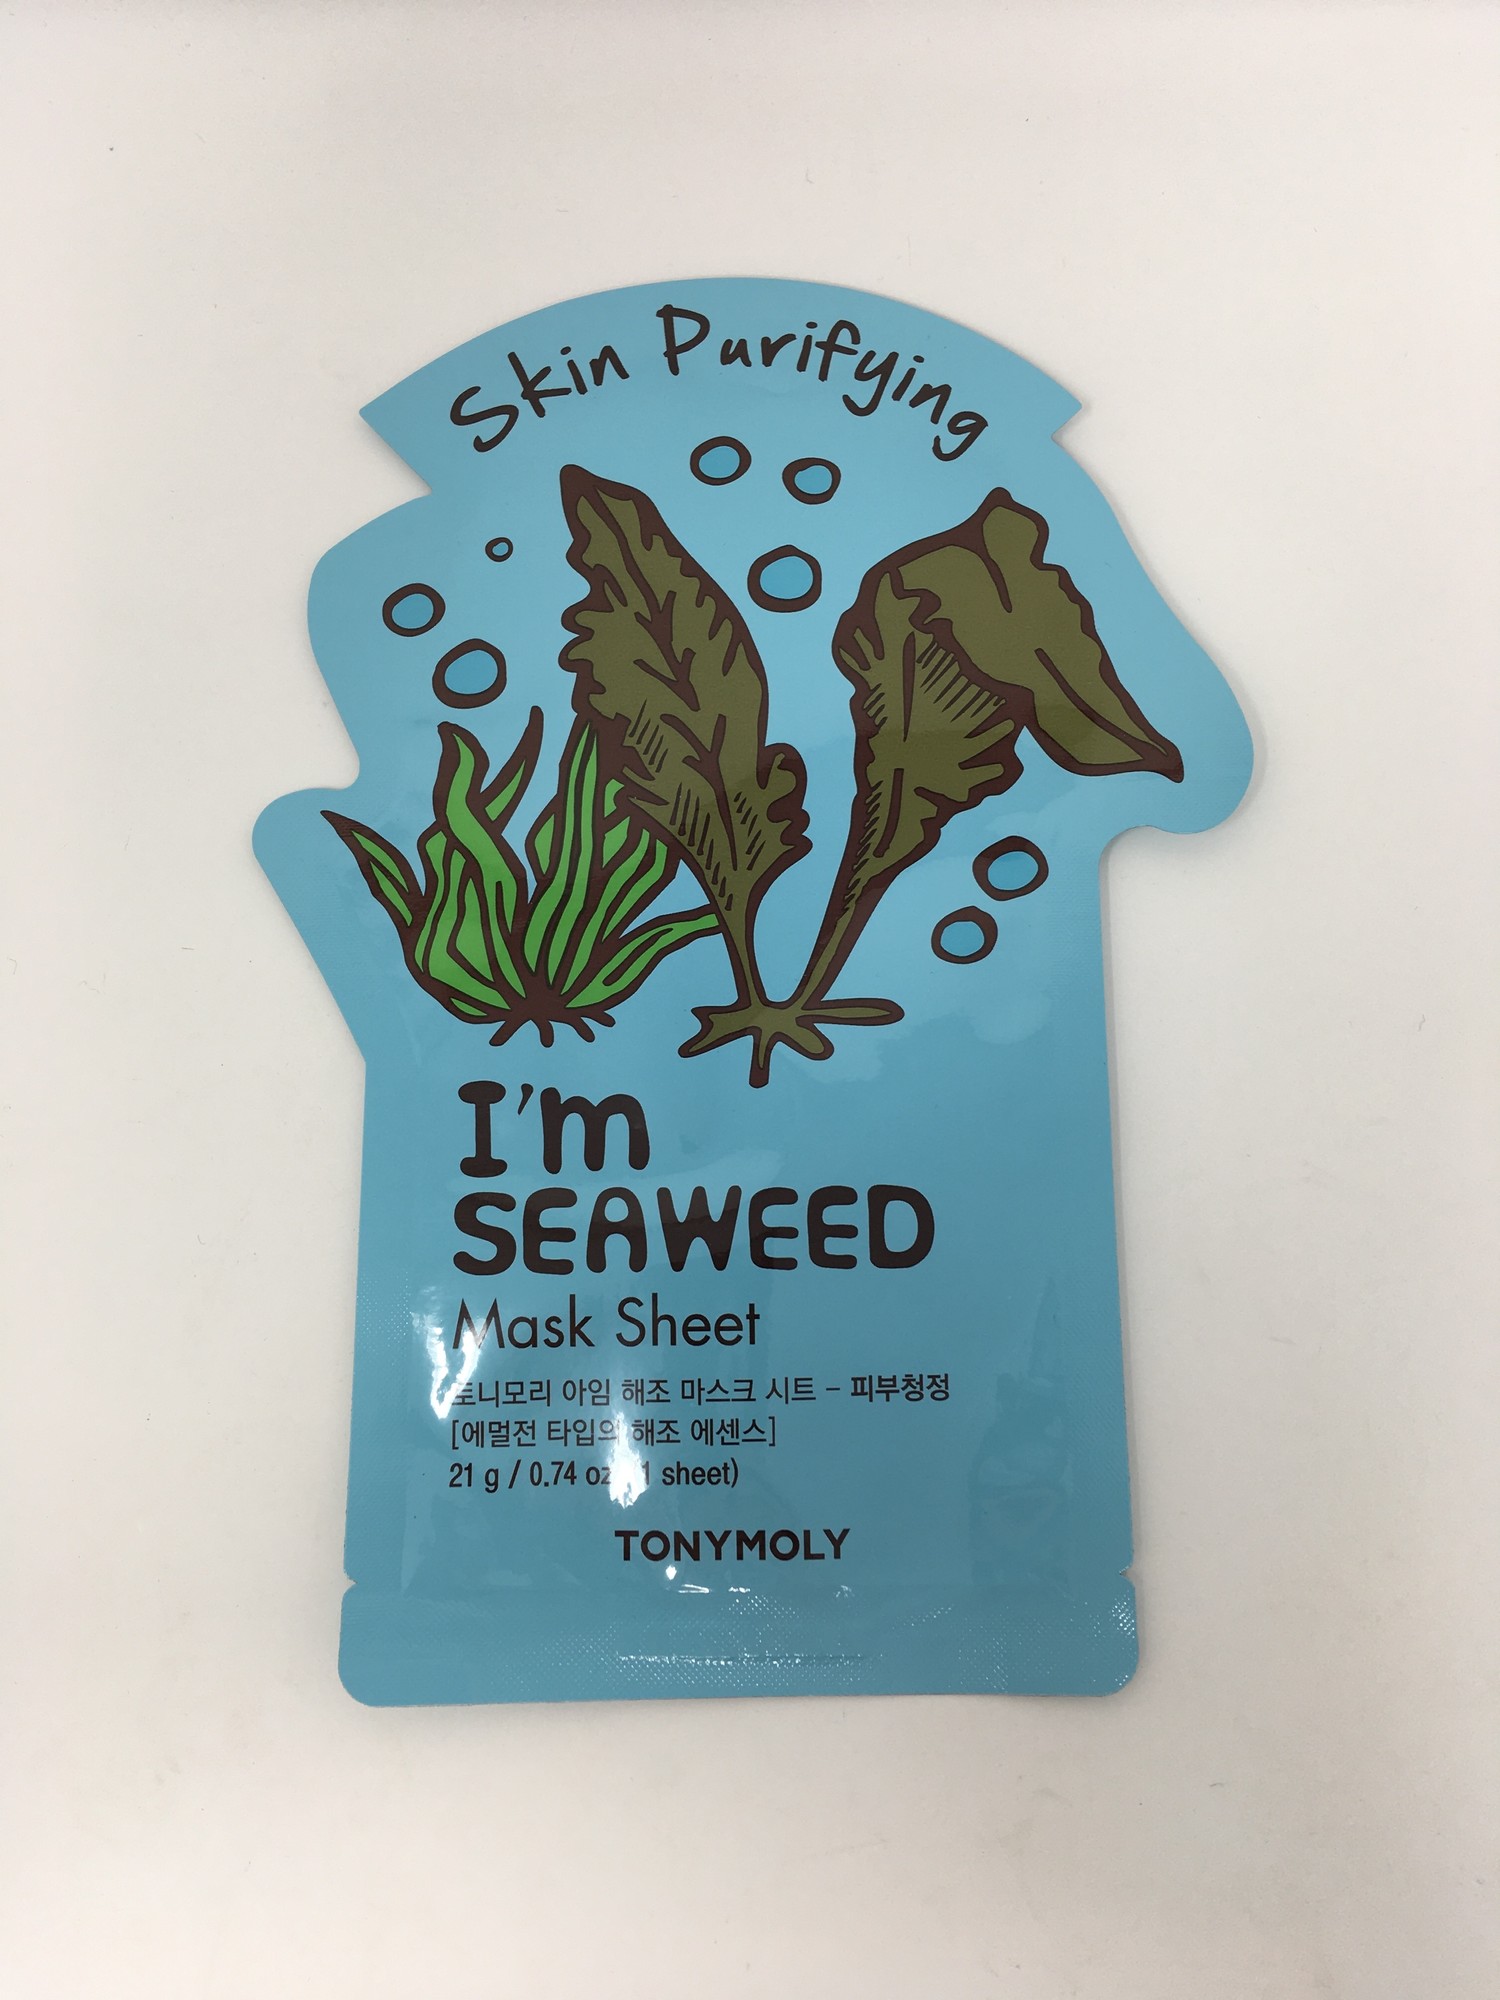 Skin Purifying
I'm
SEAWEED
Mask Sheet
토니모리 아임 해조 마스크 시트 - 피부청정
[에멀전 타입의 해조 에센스]
21 g / 0.74 oz 1 sheet)
TONYMOLY